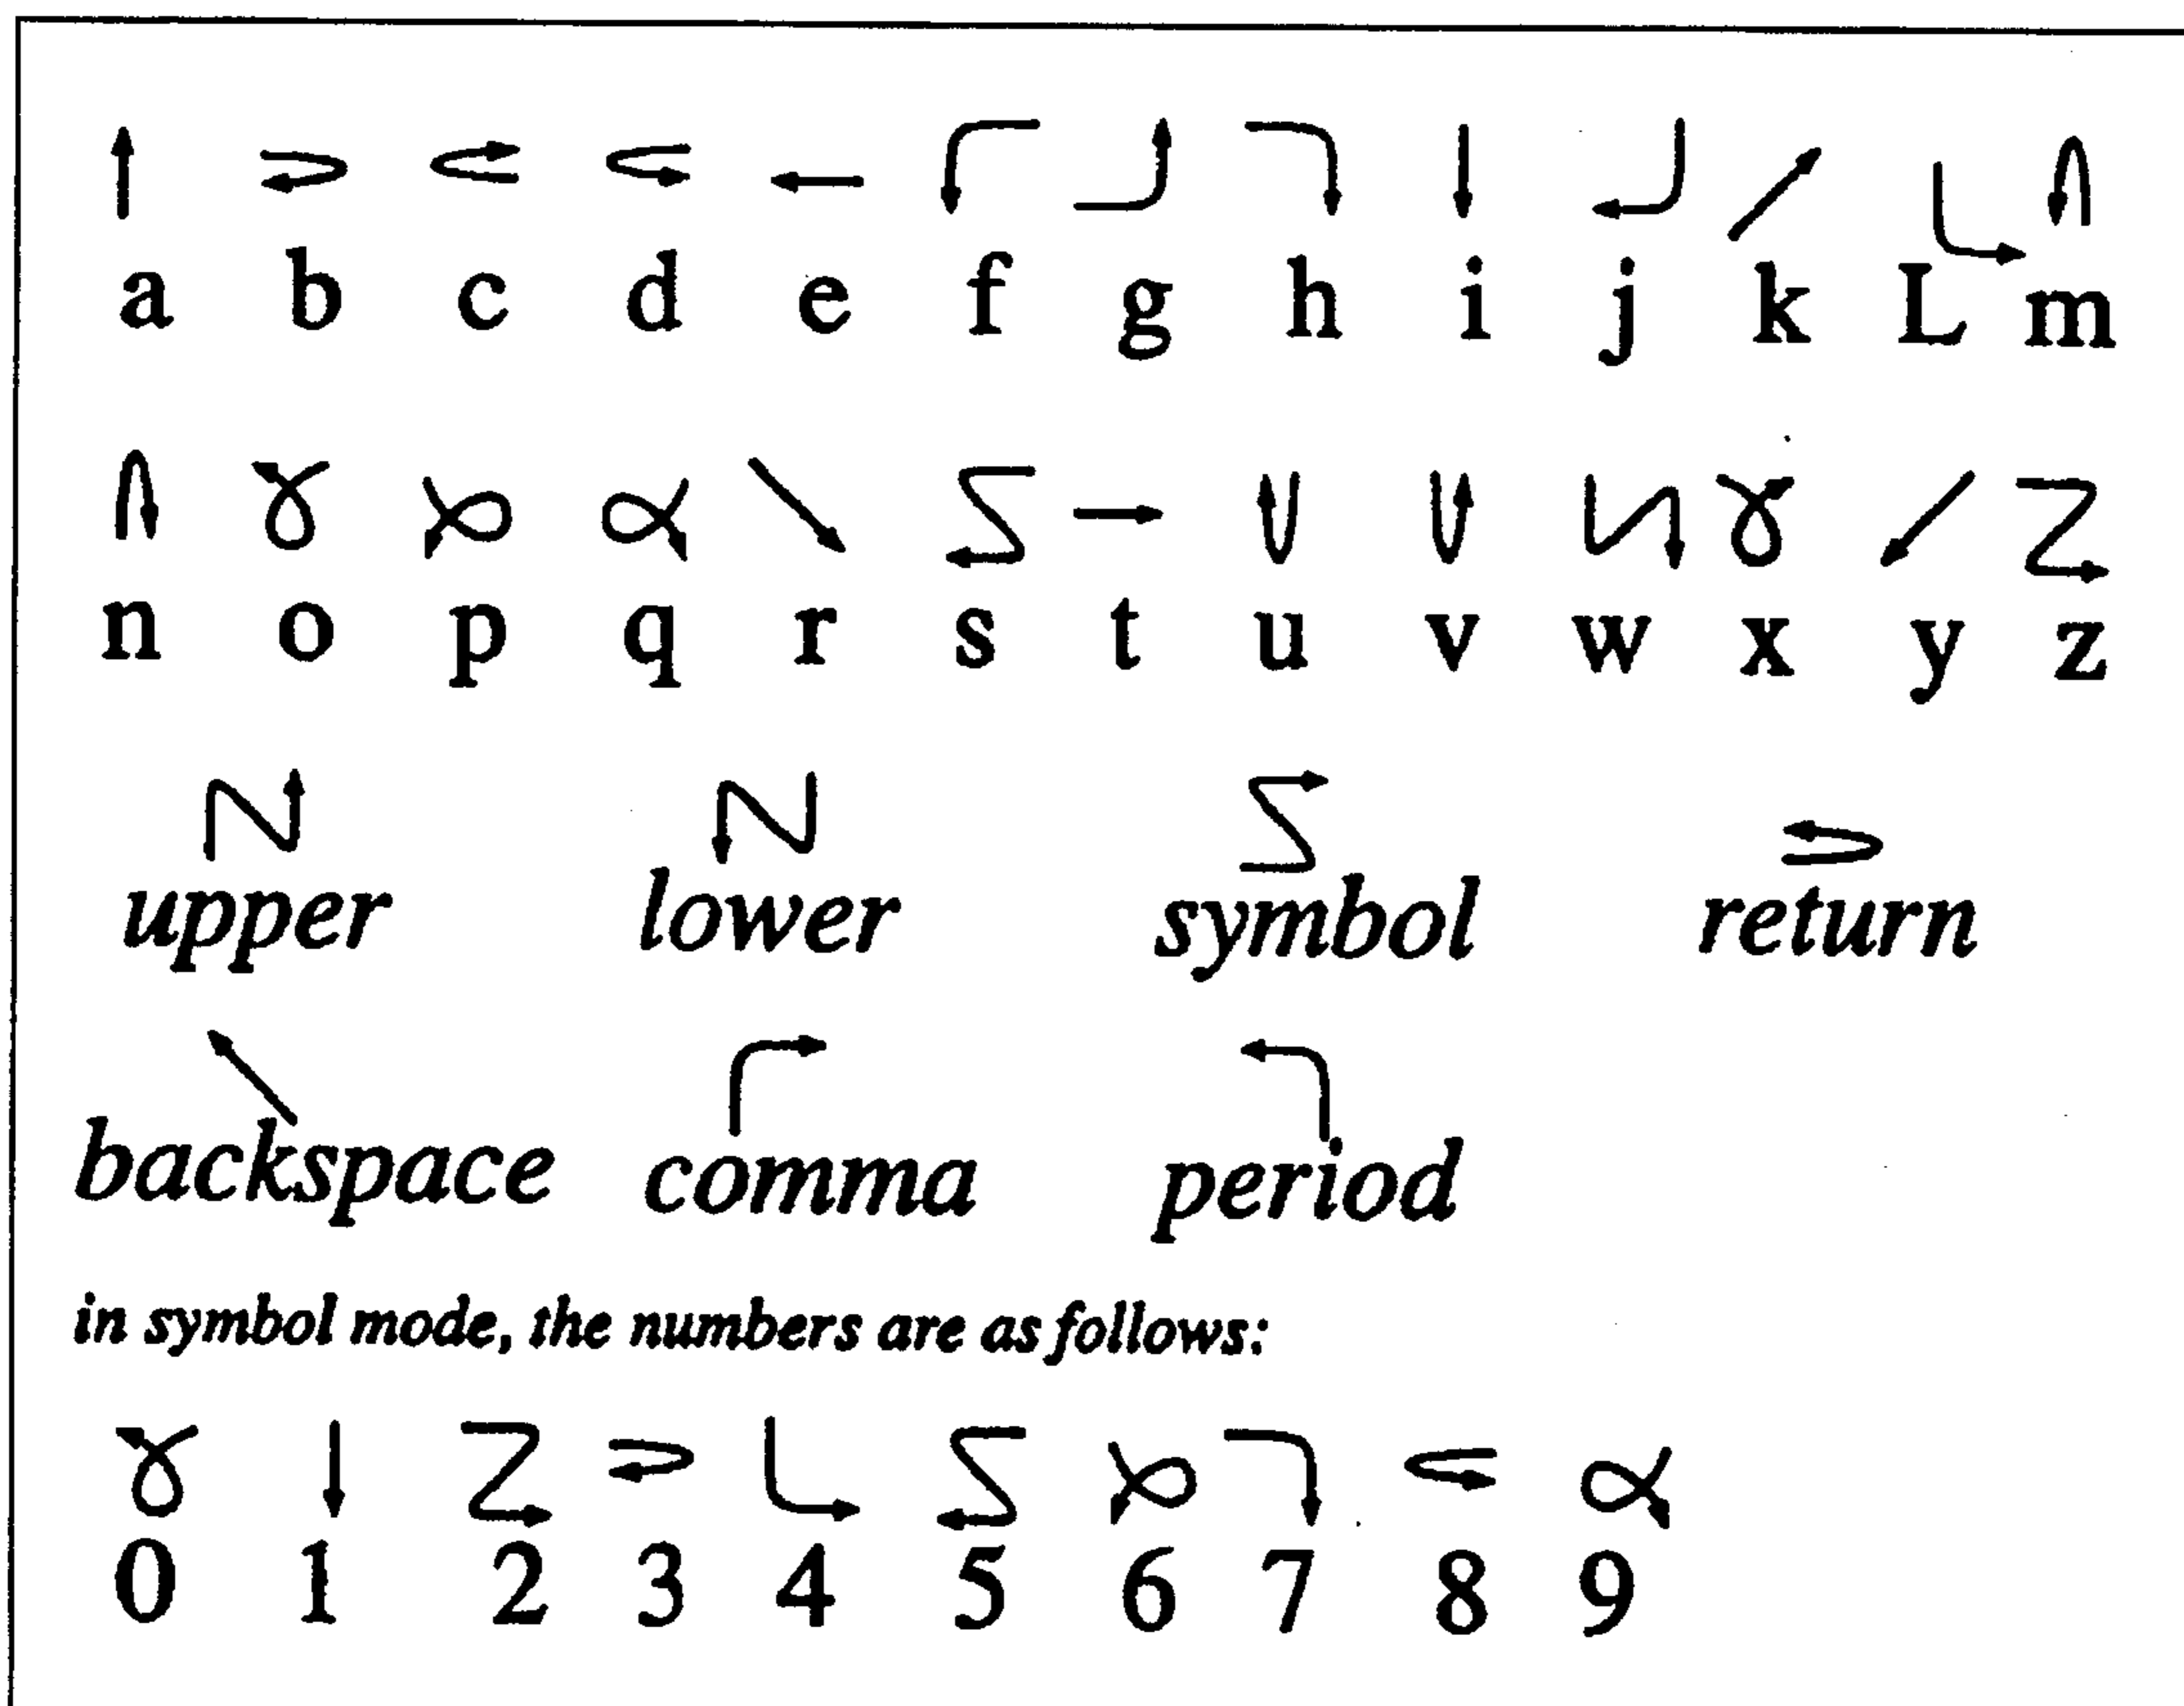 a b c d e f g h i j k L m
n o p q r s t u v w x y z
upper lower symbol return
backspace comma period
in symbol mode, the numbers are as follows:
0 1 2 3 4 5 6 7 8 9